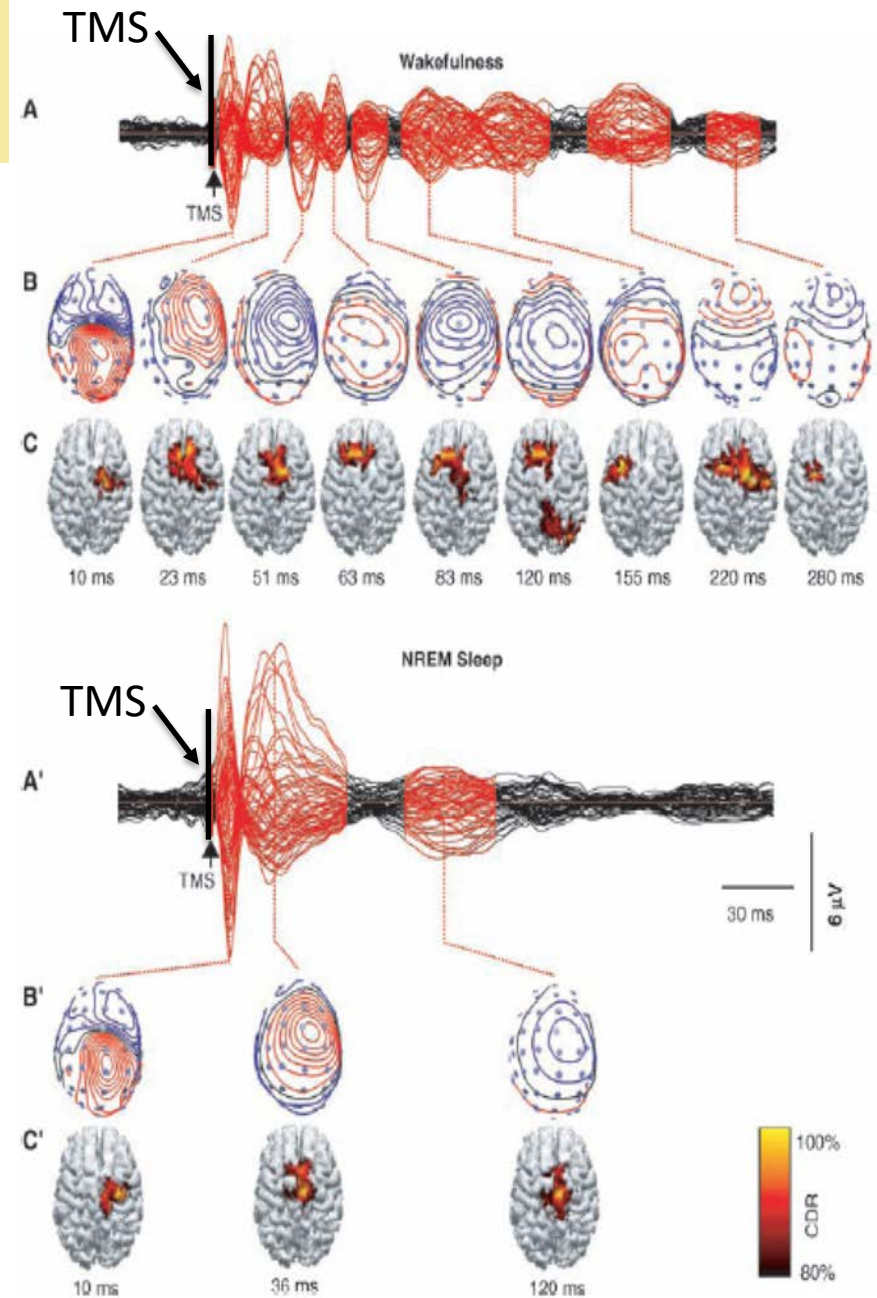 TMS
Wakefulness
A
TMS
B
C
10 ms 23 ms 51 ms 63 ms 83 ms 120 ms 155 ms 220 ms 280 ms
NREM Sleep
TMS
A'
TMS
30 ms
6 µV
B'
C'
100%
CDR
80%
10 ms 36 ms 120 ms